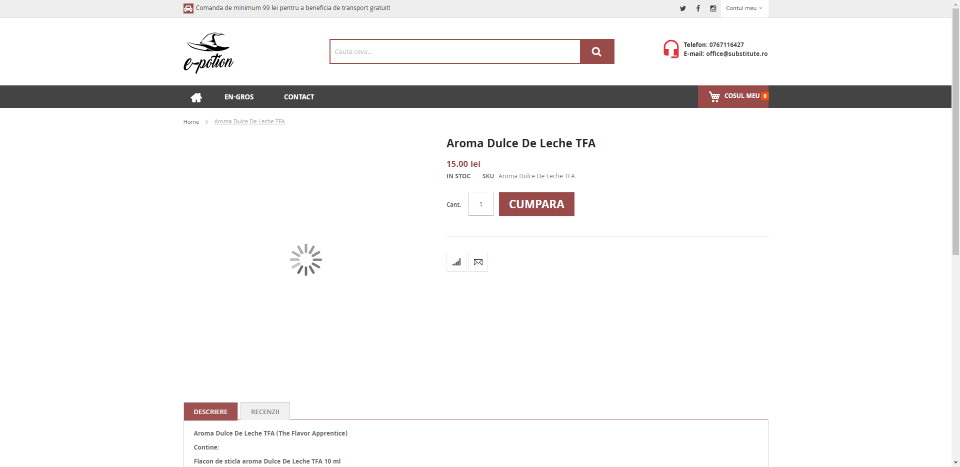 Comanda de minimum 99 lei pentru a beneficia de transport gratuit!
Contul meu
e-potion
Cauta ceva...
Telefon: 0767116427
E-mail: office@substitute.ro
EN-GROS
CONTACT
COSUL MEU 0
Home > Aroma Dulce De Leche TFA
Aroma Dulce De Leche TFA
15.00 lei
IN STOC SKU Aroma Dulce De Leche TFA
Cant. 1 CUMPARA
DESCRIERE
RECENZII
Aroma Dulce De Leche TFA (The Flavor Apprentice)
Contine:
Flacon de sticla aroma Dulce De Leche TFA 10 ml